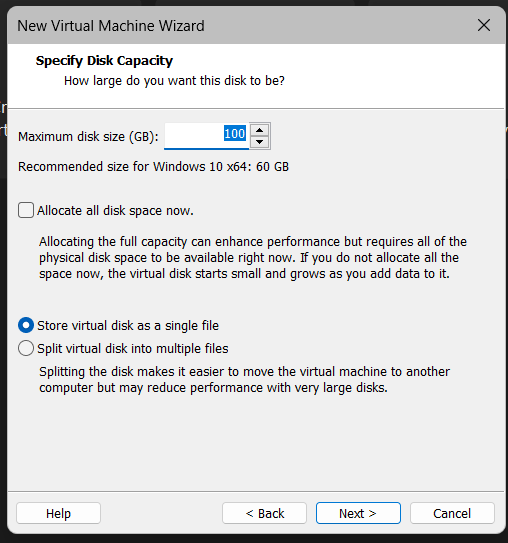 New Virtual Machine Wizard
Specify Disk Capacity
How large do you want this disk to be?
Maximum disk size (GB): 100
Recommended size for Windows 10 x64: 60 GB
Allocate all disk space now.
Allocating the full capacity can enhance performance but requires all of the
physical disk space to be available right now. If you do not allocate all the
space now, the virtual disk starts small and grows as you add data to it.
Store virtual disk as a single file
Split virtual disk into multiple files
Splitting the disk makes it easier to move the virtual machine to another
computer but may reduce performance with very large disks.
Help
< Back
Next >
Cancel